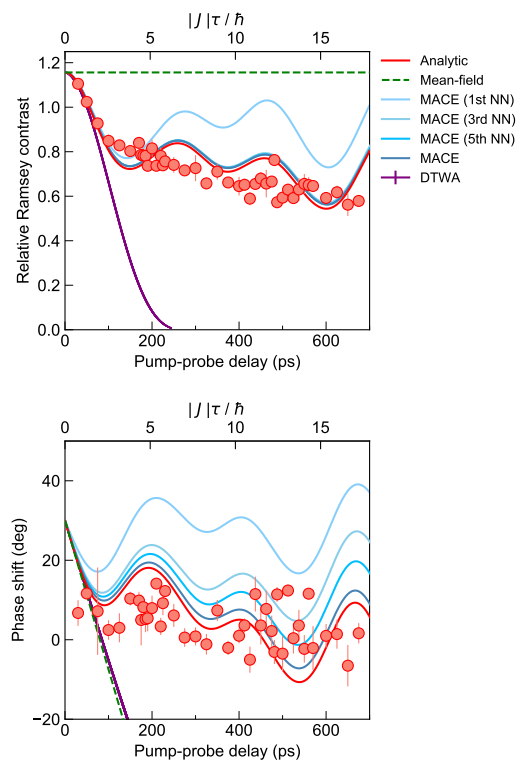 |J|τ / ħ
0 5 10 15
1.2
1.0
0.8
0.6
0.4
0.2
0.0
Relative Ramsey contrast
0 200 400 600
Pump-probe delay (ps)
Analytic
Mean-field
MACE (1st NN)
MACE (3rd NN)
MACE (5th NN)
MACE
DTWA
|J|τ / ħ
0 5 10 15
40
20
0
−20
Phase shift (deg)
0 200 400 600
Pump-probe delay (ps)